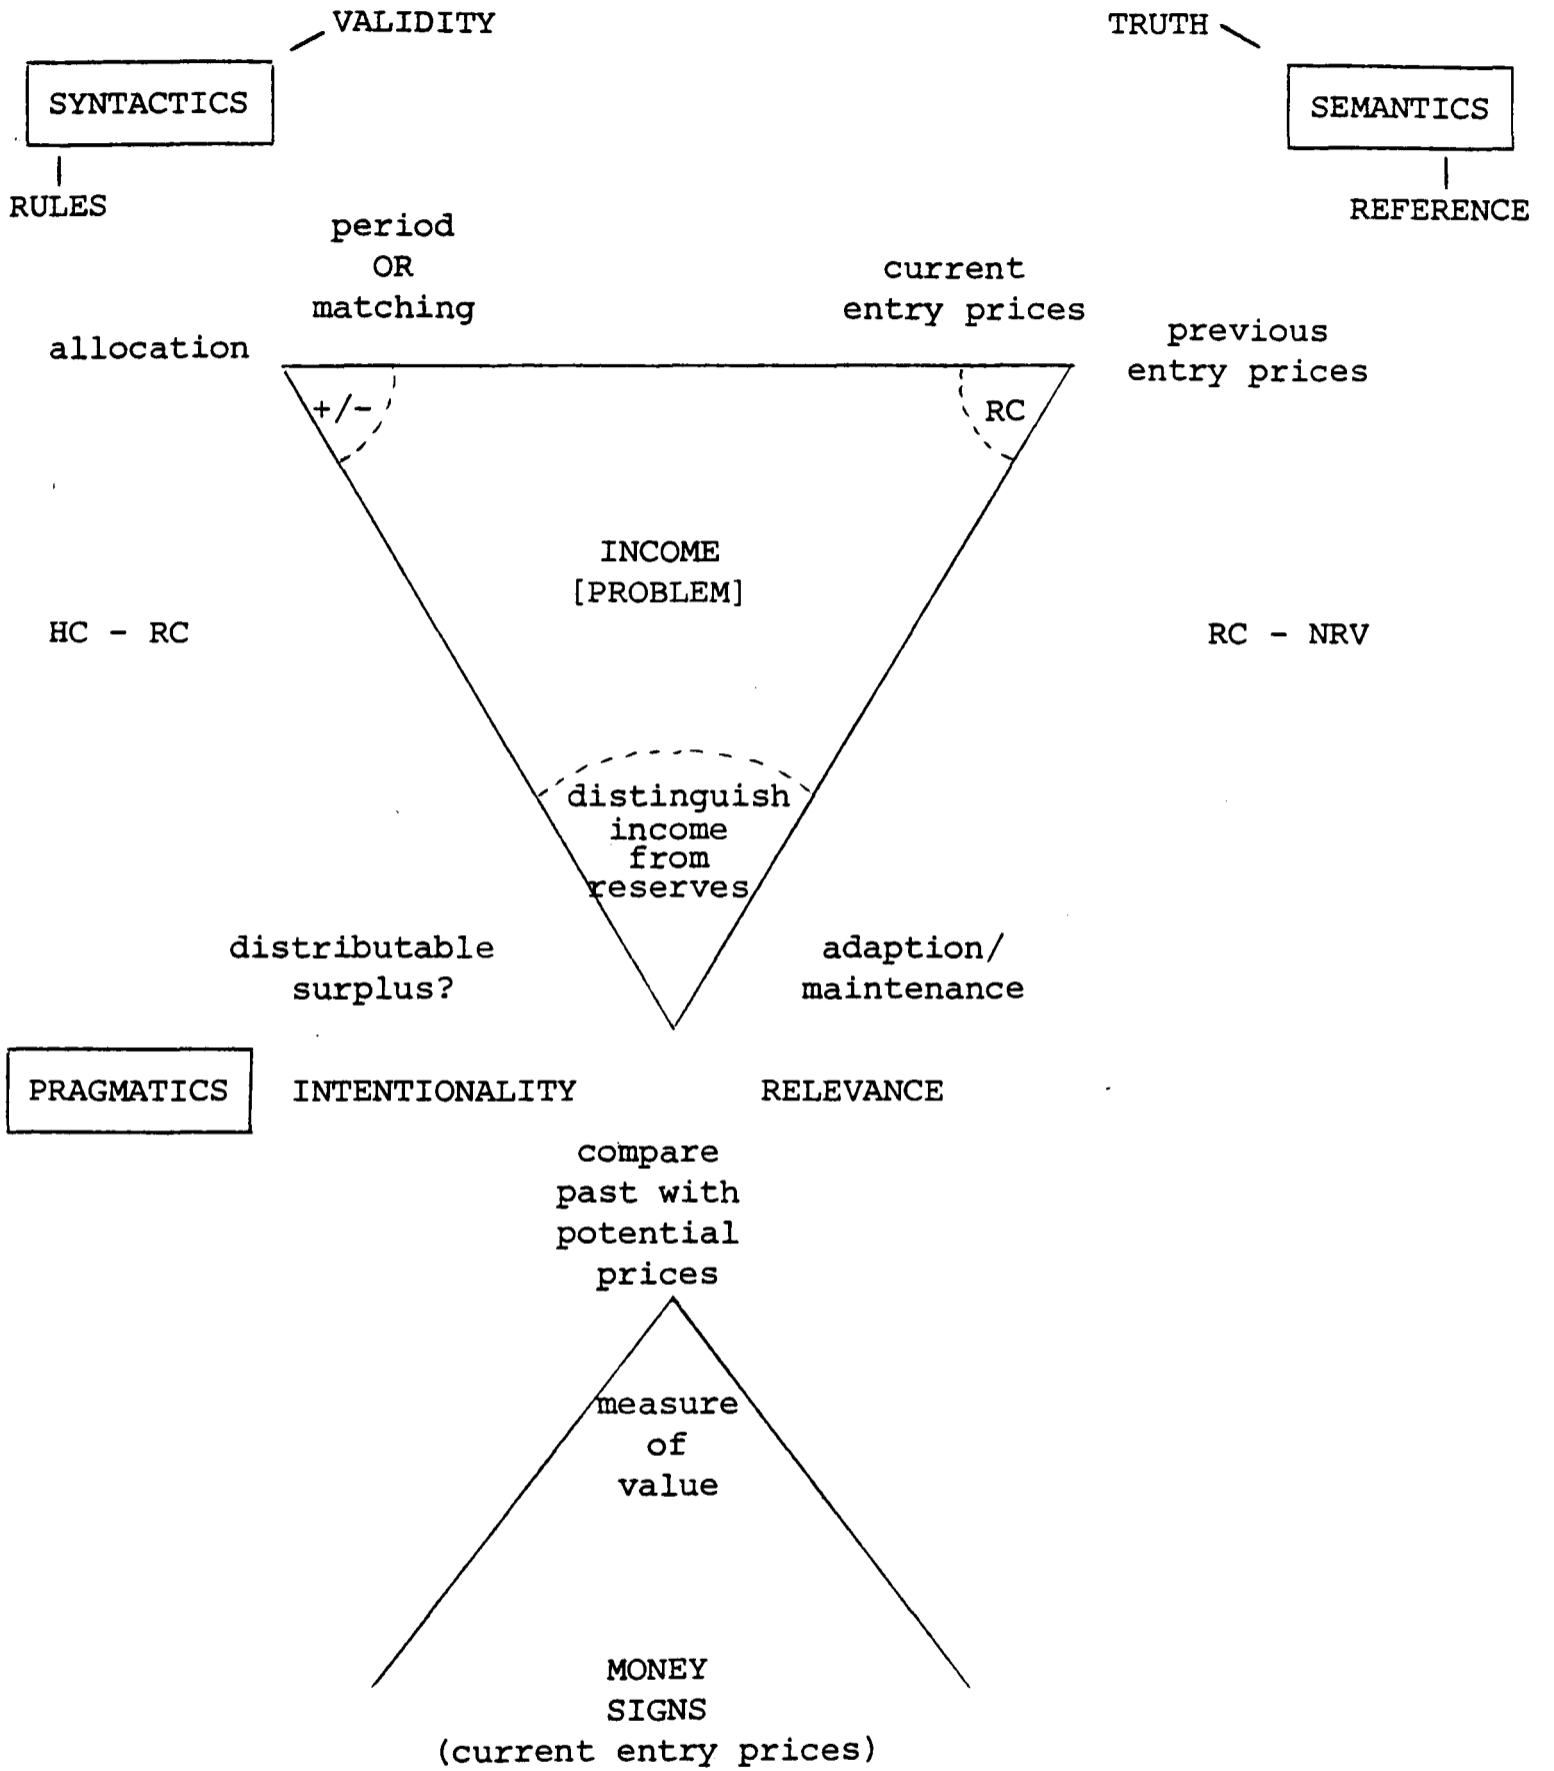 VALIDITY
TRUTH
SYNTACTICS
SEMANTICS
RULES
REFERENCE
period
OR
matching
current
entry prices
allocation
previous
entry prices
+/-
RC
INCOME
[PROBLEM]
HC - RC
RC - NRV
distinguish
income
from
reserves
distributable
surplus?
adaption/
maintenance
PRAGMATICS
INTENTIONALITY
RELEVANCE
compare
past with
potential
prices
measure
of
value
MONEY
SIGNS
(current entry prices)